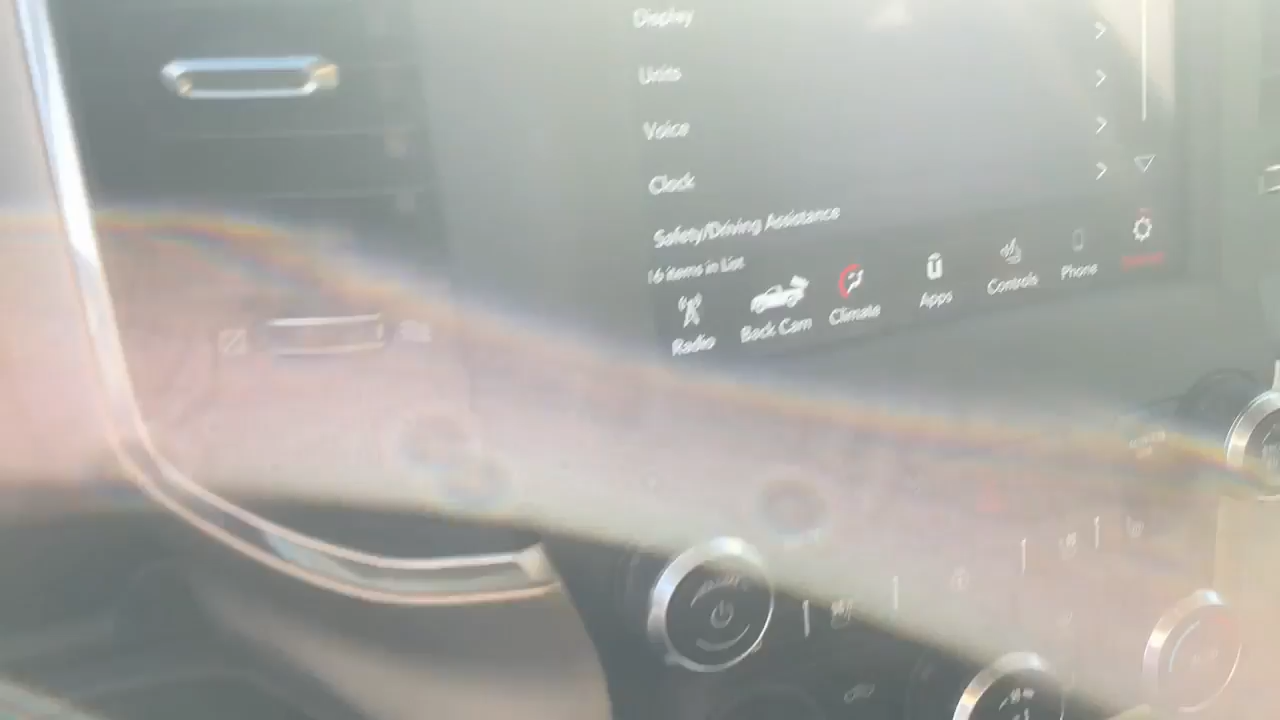 Display
Units
Voice
Clock
Safety/Driving Assistance
16 items in List
Radio
Back Cam
Climate
Apps
Controls
Phone